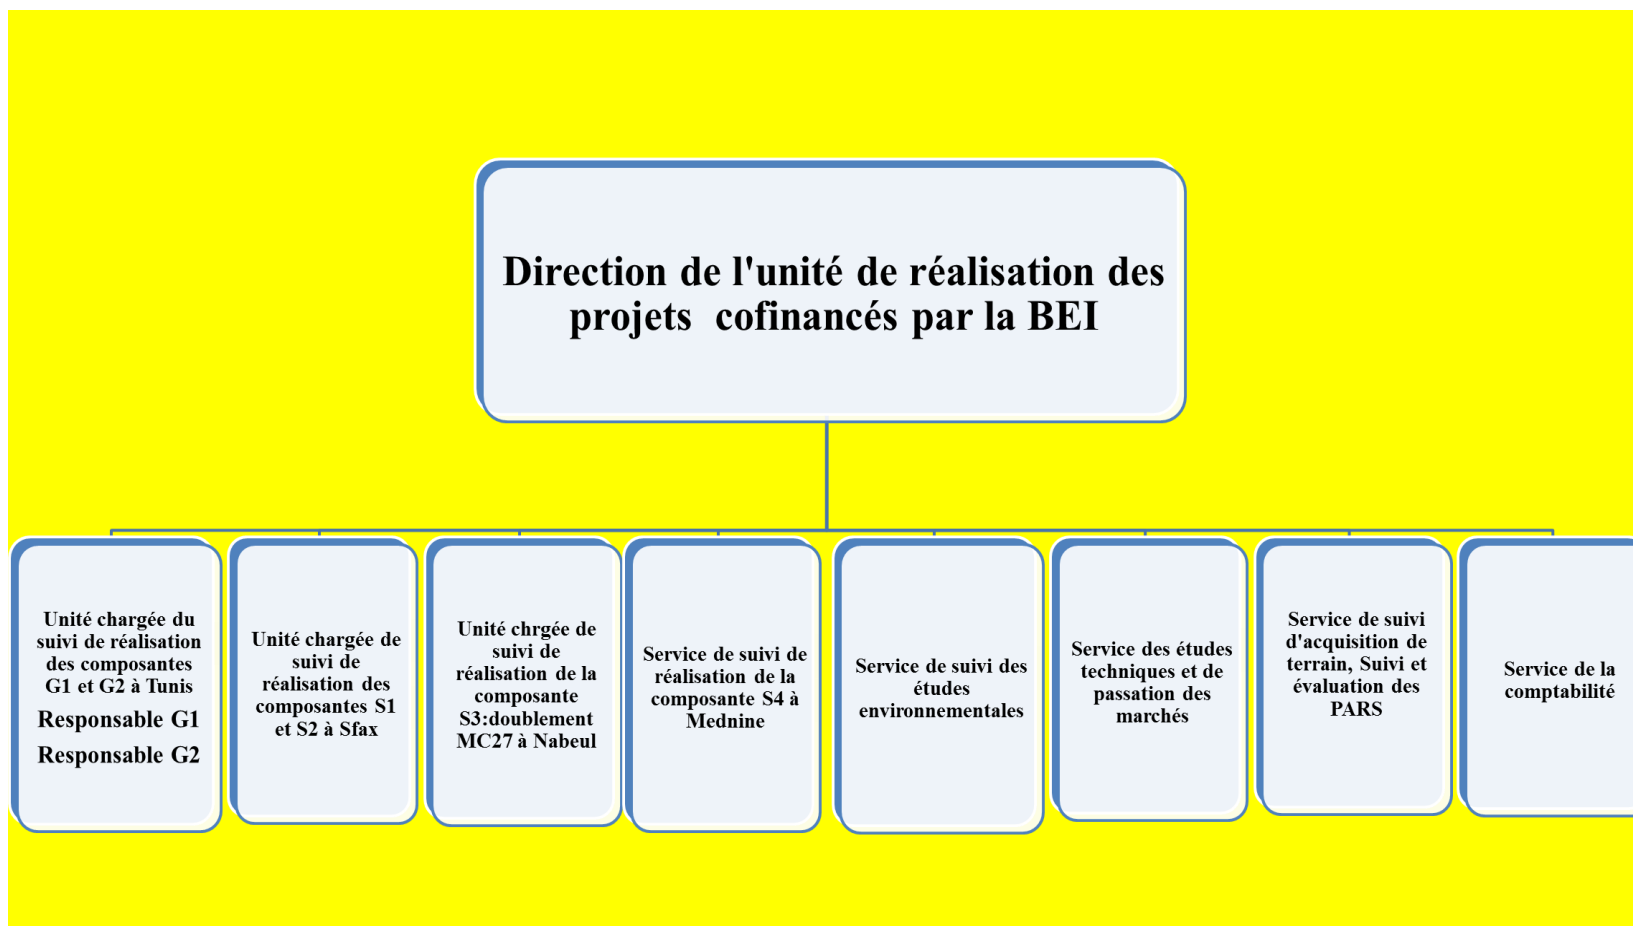 Direction de l'unité de réalisation des
projets cofinancés par la BEI
Unité chargée du
suivi de réalisation
des composantes
G1 et G2 à Tunis
Responsable G1
Responsable G2
Unité chargée de
suivi de
réalisation des
composantes S1
et S2 à Sfax
Unité chrgée de
suivi de
réalisation de la
composante
S3:doublement
MC27 à Nabeul
Service de suivi de
réalisation de la
composante S4 à
Mednine
Service de suivi des
études
environnementales
Service des études
techniques et de
passation des
marchés
Service de suivi
d'acquisition de
terrain, Suivi et
évaluation des
PARS
Service de la
comptabilité